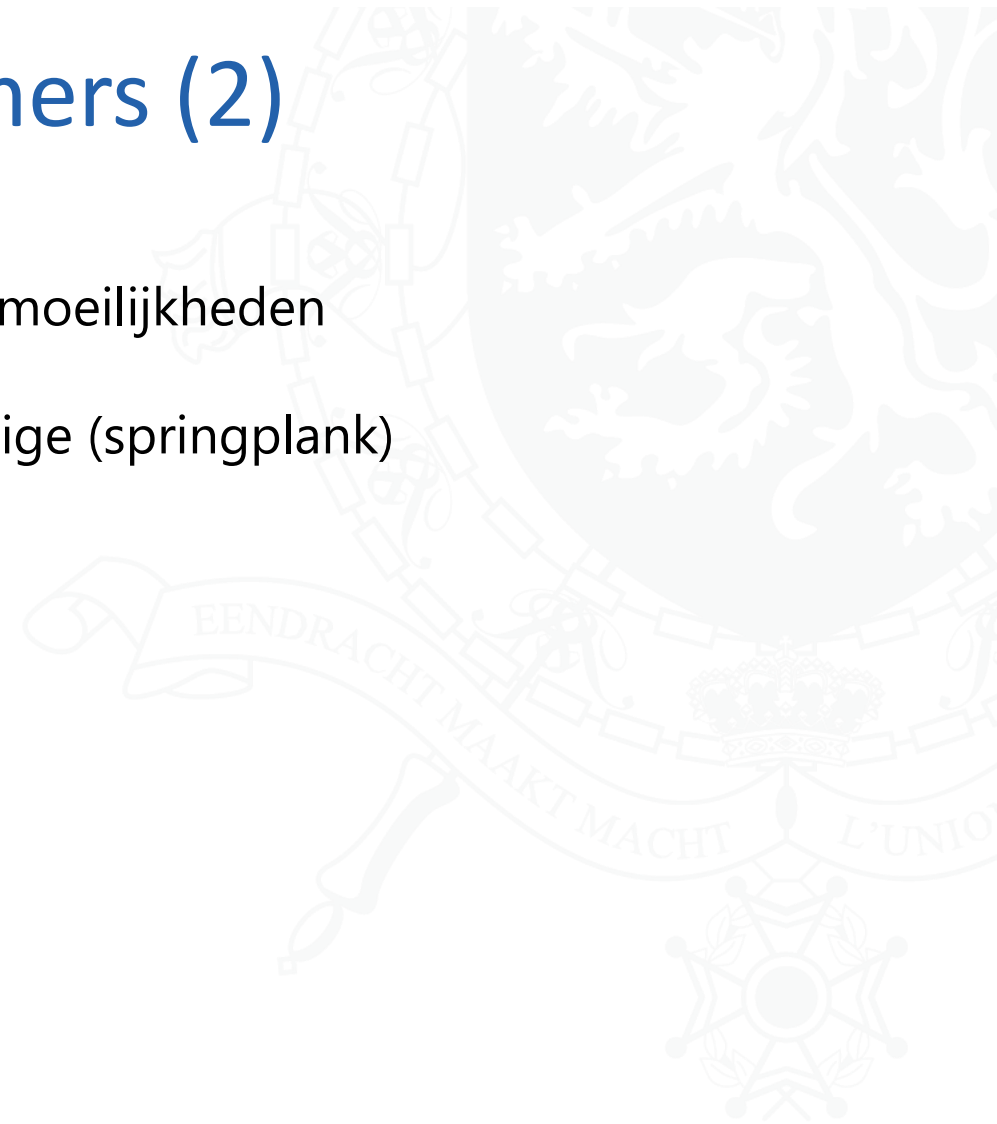 ners (2)
moeilijkheden
ige (springplank)
EENDRACHT MAAKT MACHT L'UNIO